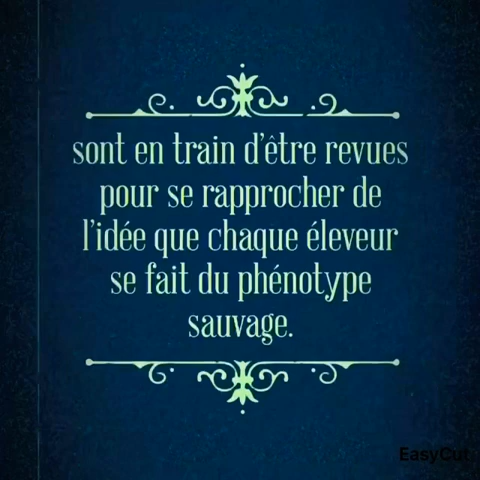 sont en train d'être revues
pour se rapprocher de
l'idée que chaque éleveur
se fait du phénotype
sauvage.
EasyCut